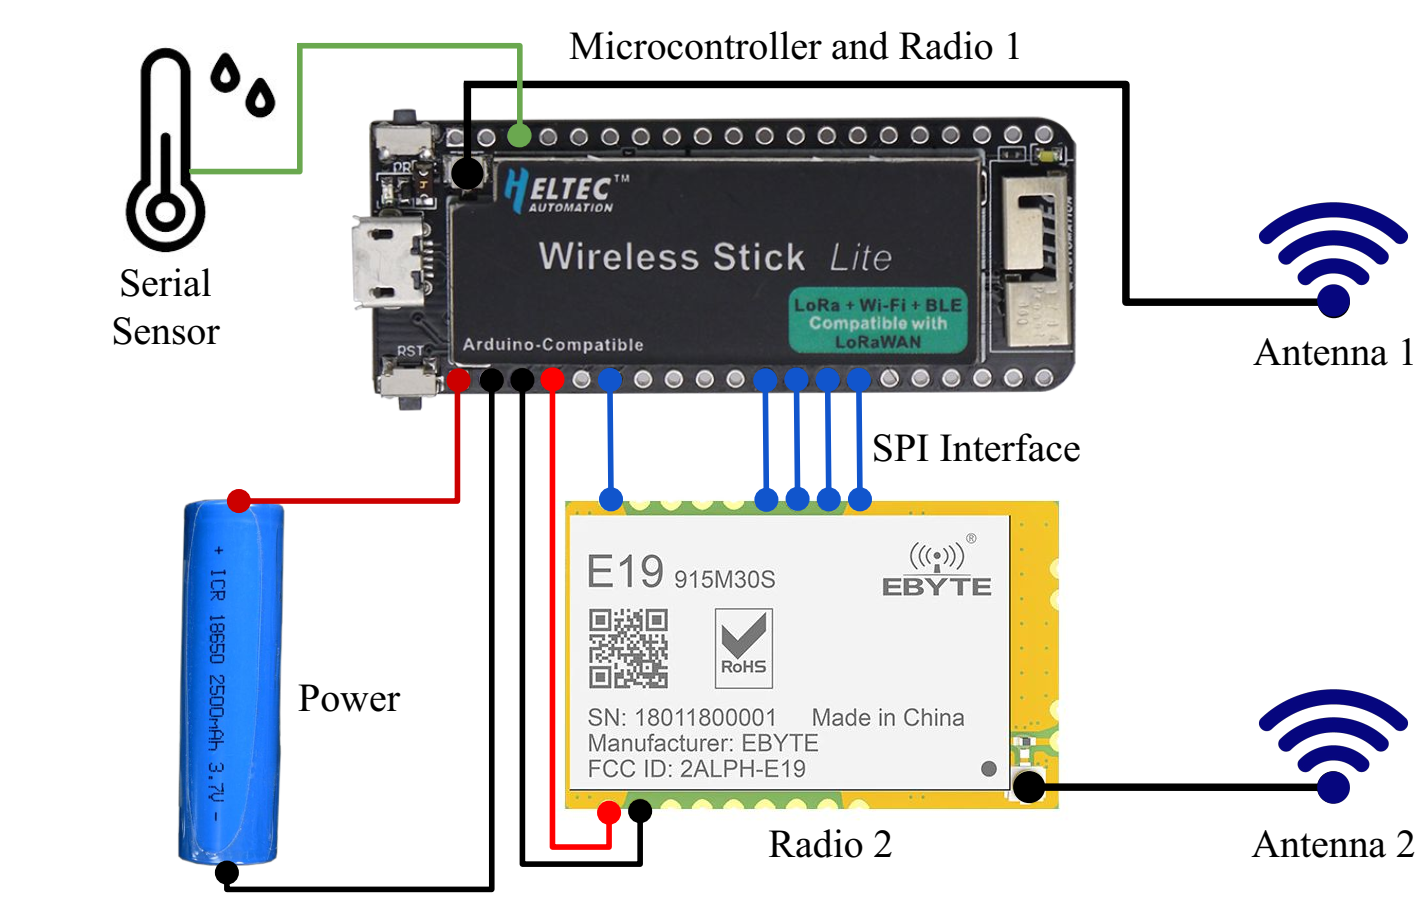 Microcontroller and Radio 1
Serial
Sensor
HELTEC™
AUTOMATION
Wireless Stick Lite
LoRa + Wi-Fi + BLE
Compatible with
LoRaWAN
Arduino-Compatible
RST
Antenna 1
SPI Interface
+ ICR 18650 2500mAh 3.7V -
Power
E19 915M30S
®
EBYTE
RoHS
SN: 18011800001 Made in China
Manufacturer: EBYTE
FCC ID: 2ALPH-E19
Radio 2
Antenna 2